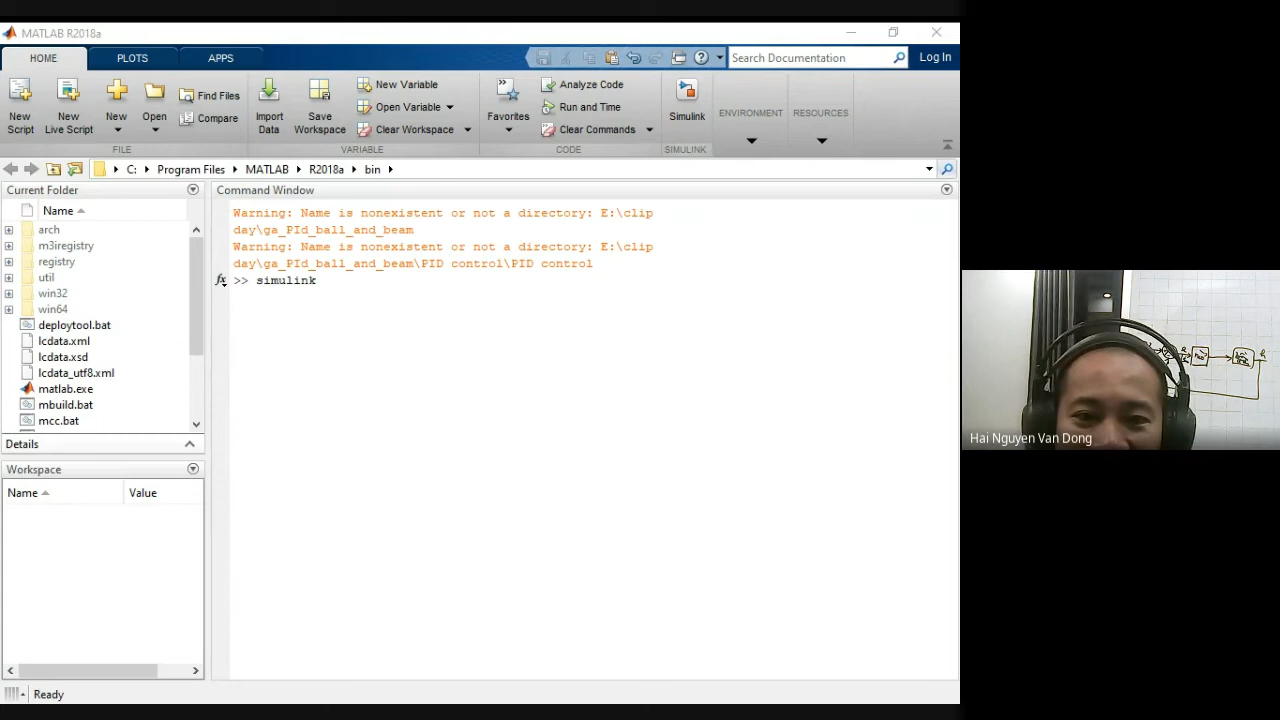 MATLAB R2018a
HOME
PLOTS
APPS
Search Documentation
Log In
New Script
New Live Script
New
Open
Find Files
Compare
Import Data
Save Workspace
New Variable
Open Variable
Clear Workspace
Favorites
Analyze Code
Run and Time
Clear Commands
Simulink
ENVIRONMENT
RESOURCES
FILE
VARIABLE
CODE
SIMULINK
C:
Program Files
MATLAB
R2018a
bin
Current Folder
Name
arch
m3iregistry
registry
util
win32
win64
deploytool.bat
lcdata.xml
lcdata.xsd
lcdata_utf8.xml
matlab.exe
mbuild.bat
mcc.bat
Details
Workspace
Name
Value
Ready
Command Window
Warning: Name is nonexistent or not a directory: E:\clip
day\ga_PId_ball_and_beam
Warning: Name is nonexistent or not a directory: E:\clip
day\ga_PId_ball_and_beam\PID control\PID control
fx >> simulink
Hai Nguyen Van Dong